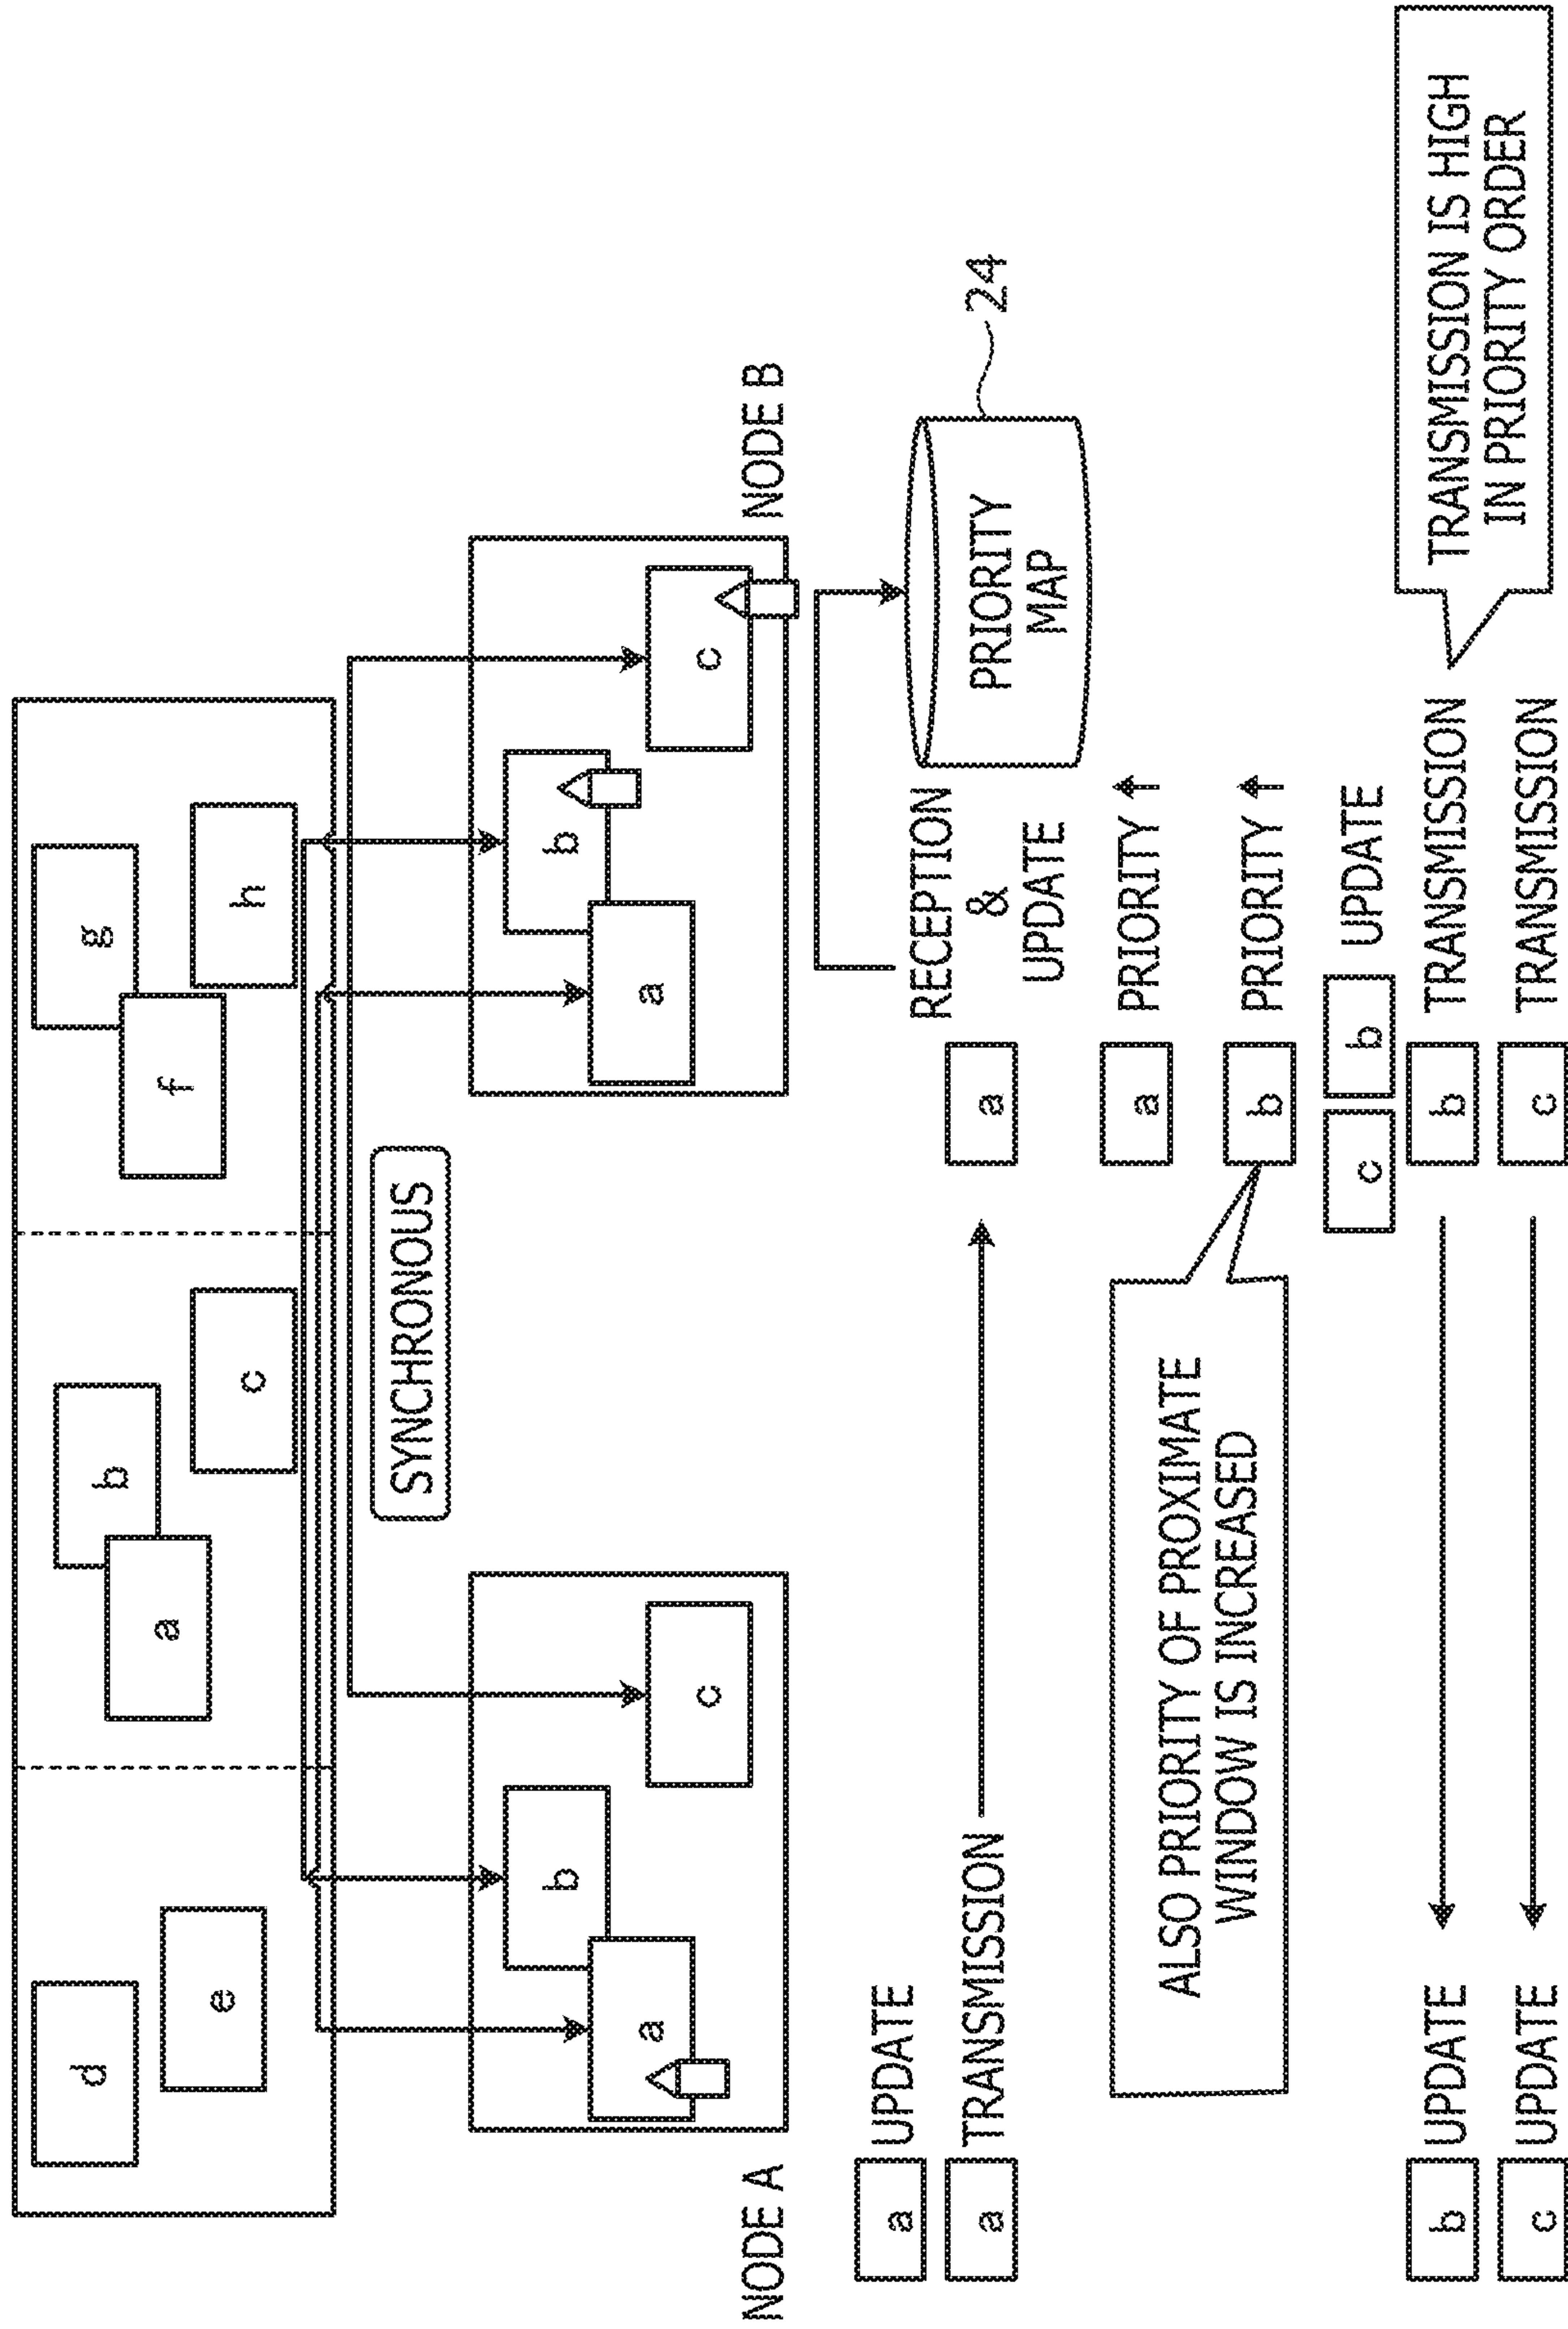 d
e
a
b
c
f
g
h
SYNCHRONOUS
NODE A
a
b
c
a
b
c
NODE B
a
UPDATE
a
TRANSMISSION
a
RECEPTION
&
UPDATE
PRIORITY
MAP
24
a
PRIORITY ↑
ALSO PRIORITY OF PROXIMATE
WINDOW IS INCREASED
b
PRIORITY ↑
c
b
UPDATE
b
UPDATE
b
TRANSMISSION
TRANSMISSION IS HIGH
IN PRIORITY ORDER
c
UPDATE
c
TRANSMISSION